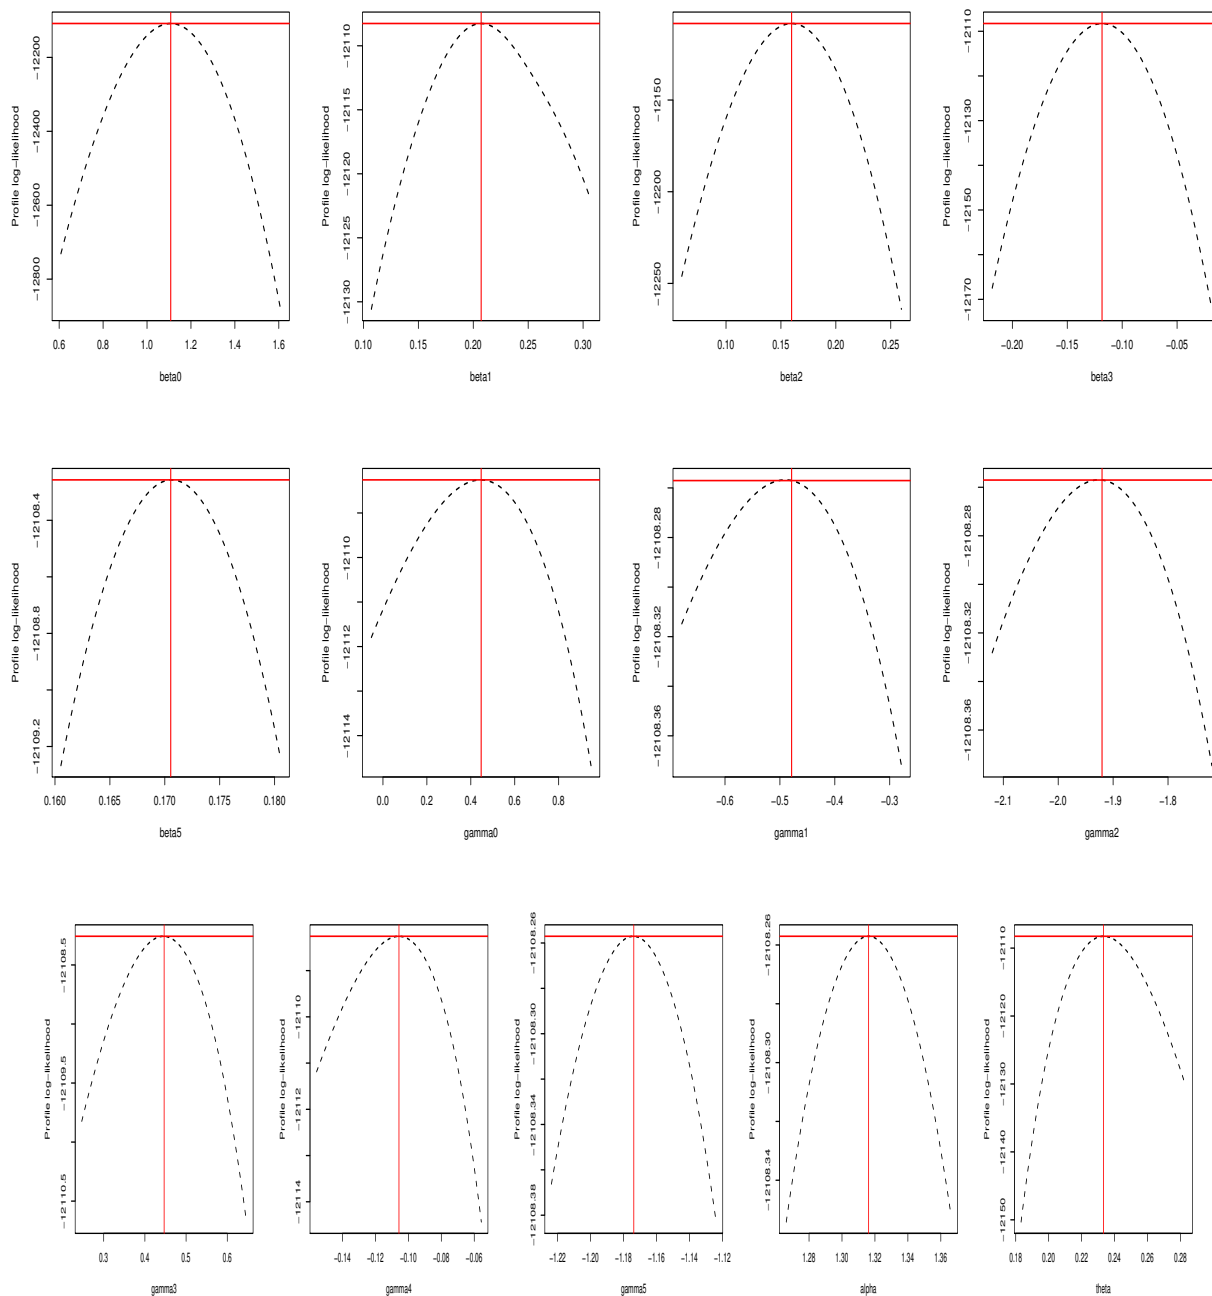 Profile log−likelihood
−12800 −12600 −12400 −12200
0.6 0.8 1.0 1.2 1.4 1.6
beta0
Profile log−likelihood
−12130 −12125 −12120 −12115 −12110
0.10 0.15 0.20 0.25 0.30
beta1
Profile log−likelihood
−12250 −12200 −12150
0.10 0.15 0.20 0.25
beta2
Profile log−likelihood
−12170 −12150 −12130 −12110
−0.20 −0.15 −0.10 −0.05
beta3
Profile log−likelihood
−12109.2 −12108.8 −12108.4
0.160 0.165 0.170 0.175 0.180
beta5
Profile log−likelihood
−12114 −12112 −12110
0.0 0.2 0.4 0.6 0.8
gamma0
Profile log−likelihood
−12108.36 −12108.32 −12108.28
−0.6 −0.5 −0.4 −0.3
gamma1
Profile log−likelihood
−12108.36 −12108.32 −12108.28
−2.1 −2.0 −1.9 −1.8
gamma2
Profile log−likelihood
−12110.5 −12109.5 −12108.5
0.3 0.4 0.5 0.6
gamma3
Profile log−likelihood
−12114 −12112 −12110
−0.14 −0.12 −0.10 −0.08 −0.06
gamma4
Profile log−likelihood
−12108.38 −12108.34 −12108.30 −12108.26
−1.22 −1.20 −1.18 −1.16 −1.14 −1.12
gamma5
Profile log−likelihood
−12108.34 −12108.30 −12108.26
1.28 1.30 1.32 1.34 1.36
alpha
Profile log−likelihood
−12150 −12140 −12130 −12120 −12110
0.18 0.20 0.22 0.24 0.26 0.28
theta